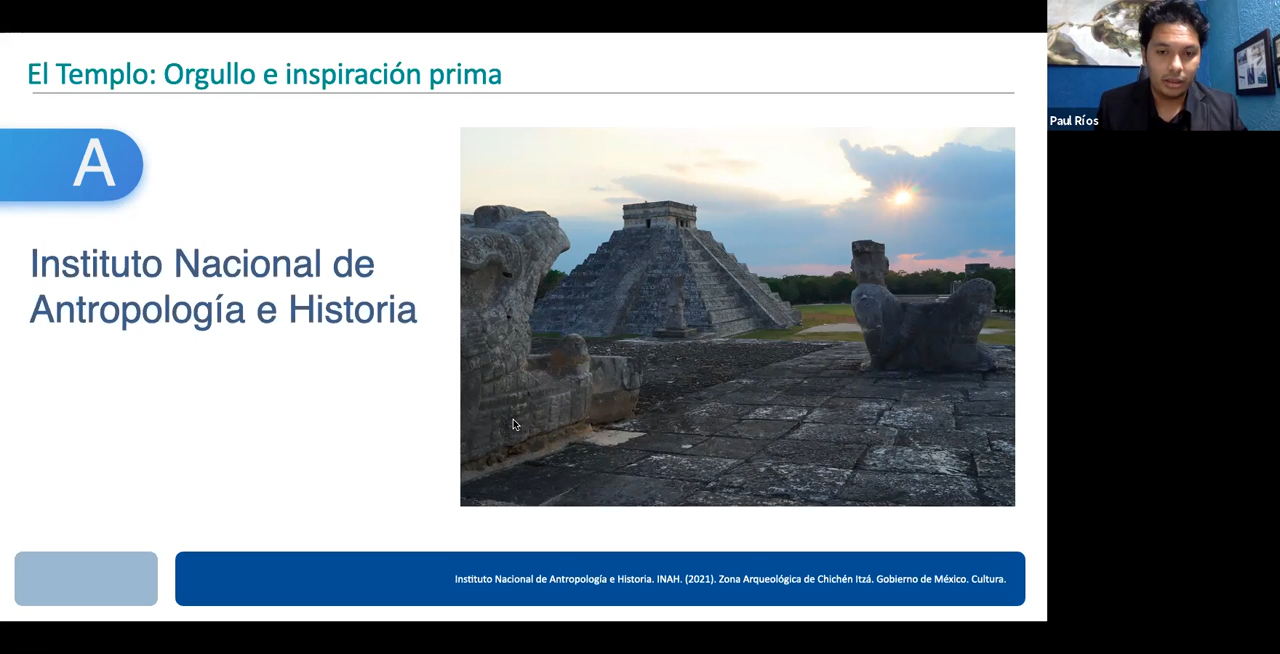 El Templo: Orgullo e inspiración prima
A
Instituto Nacional de
Antropología e Historia
Instituto Nacional de Antropología e Historia. INAH. (2021). Zona Arqueológica de Chichén Itzá. Gobierno de México. Cultura.
Paul Ríos